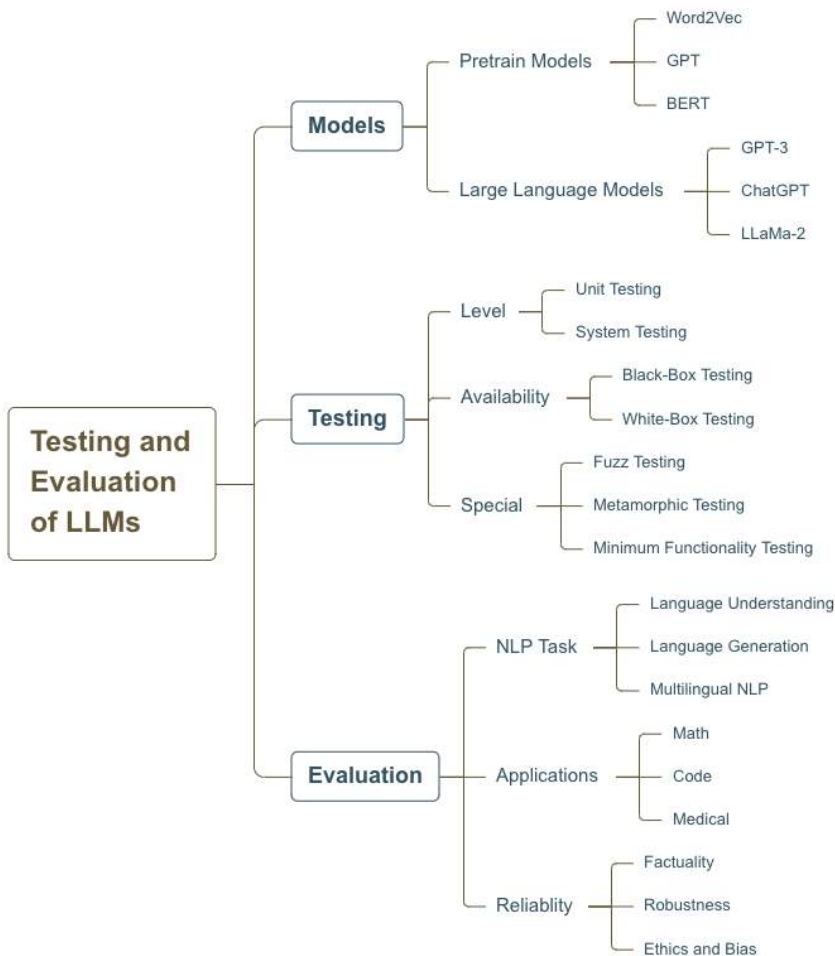 Testing and
Evaluation
of LLMs
Models
Pretrain Models
Word2Vec
GPT
BERT
Large Language Models
GPT-3
ChatGPT
LLaMa-2
Testing
Level
Unit Testing
System Testing
Availability
Black-Box Testing
White-Box Testing
Special
Fuzz Testing
Metamorphic Testing
Minimum Functionality Testing
Evaluation
NLP Task
Language Understanding
Language Generation
Multilingual NLP
Applications
Math
Code
Medical
Reliablity
Factuality
Robustness
Ethics and Bias